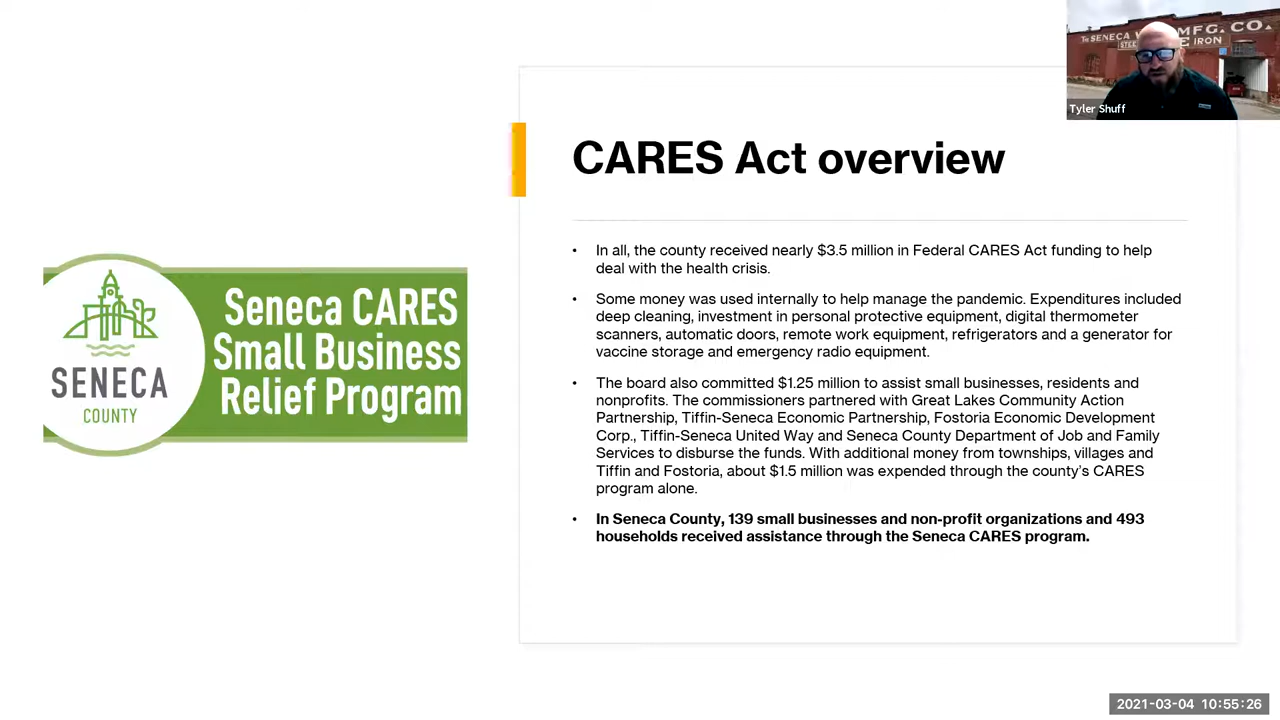 THE SENECA W
MFG. CO.
IRON
Tyler Shuff
CARES Act overview
• In all, the county received nearly $3.5 million in Federal CARES Act funding to help
deal with the health crisis.
• Some money was used internally to help manage the pandemic. Expenditures included
deep cleaning, investment in personal protective equipment, digital thermometer
scanners, automatic doors, remote work equipment, refrigerators and a generator for
vaccine storage and emergency radio equipment.
• The board also committed $1.25 million to assist small businesses, residents and
nonprofits. The commissioners partnered with Great Lakes Community Action
Partnership, Tiffin-Seneca Economic Partnership, Fostoria Economic Development
Corp., Tiffin-Seneca United Way and Seneca County Department of Job and Family
Services to disburse the funds. With additional money from townships, villages and
Tiffin and Fostoria, about $1.5 million was expended through the county’s CARES
program alone.
• In Seneca County, 139 small businesses and non-profit organizations and 493
households received assistance through the Seneca CARES program.
Seneca CARES
Small Business
Relief Program
SENECA
COUNTY
2021-03-04 10:55:26